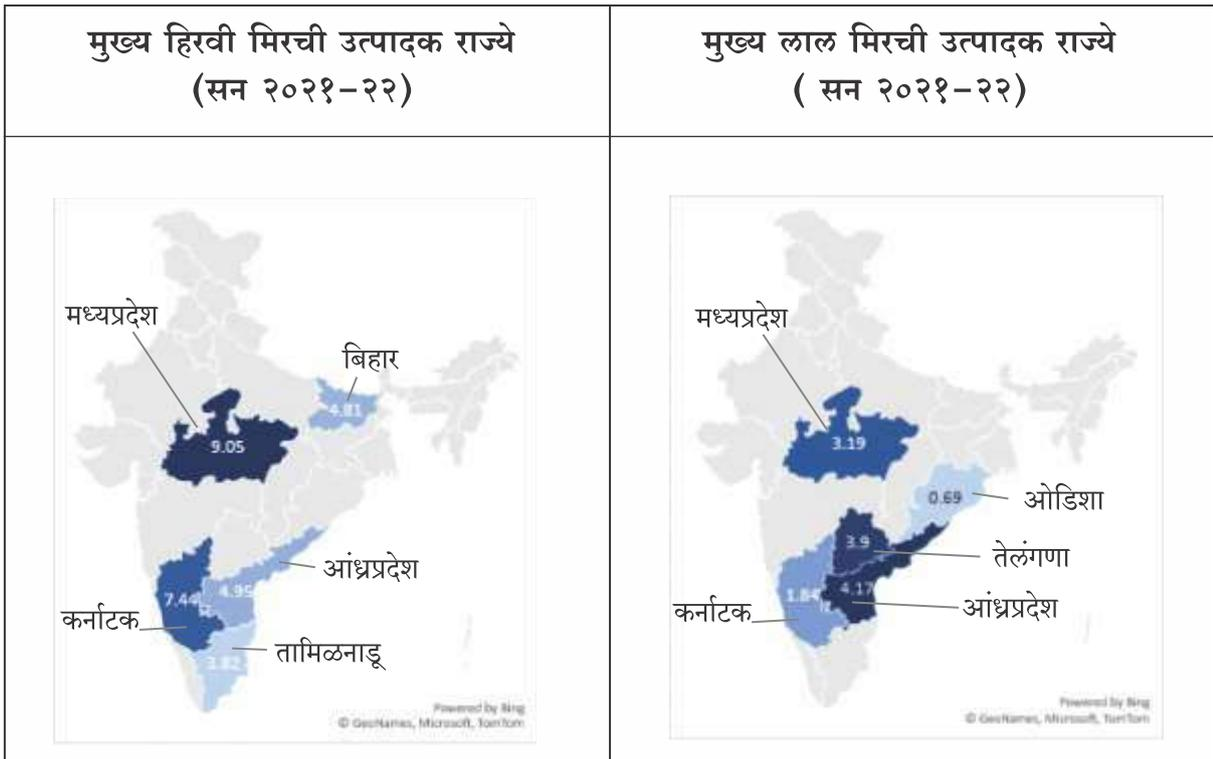 मुख्य हिरवी मिरची उत्पादक राज्ये
(सन २०२१-२२)
मध्यप्रदेश
बिहार
4.81
9.05
आंध्रप्रदेश
4.95
7.44
कर्नाटक
तामिळनाडू
3.82
Powered by Bing
© GeoNames, Microsoft, TomTom
मुख्य लाल मिरची उत्पादक राज्ये
( सन २०२१-२२)
मध्यप्रदेश
3.19
0.69
ओडिशा
3.9
तेलंगणा
1.84
4.17
आंध्रप्रदेश
कर्नाटक
Powered by Bing
© GeoNames, Microsoft, TomTom